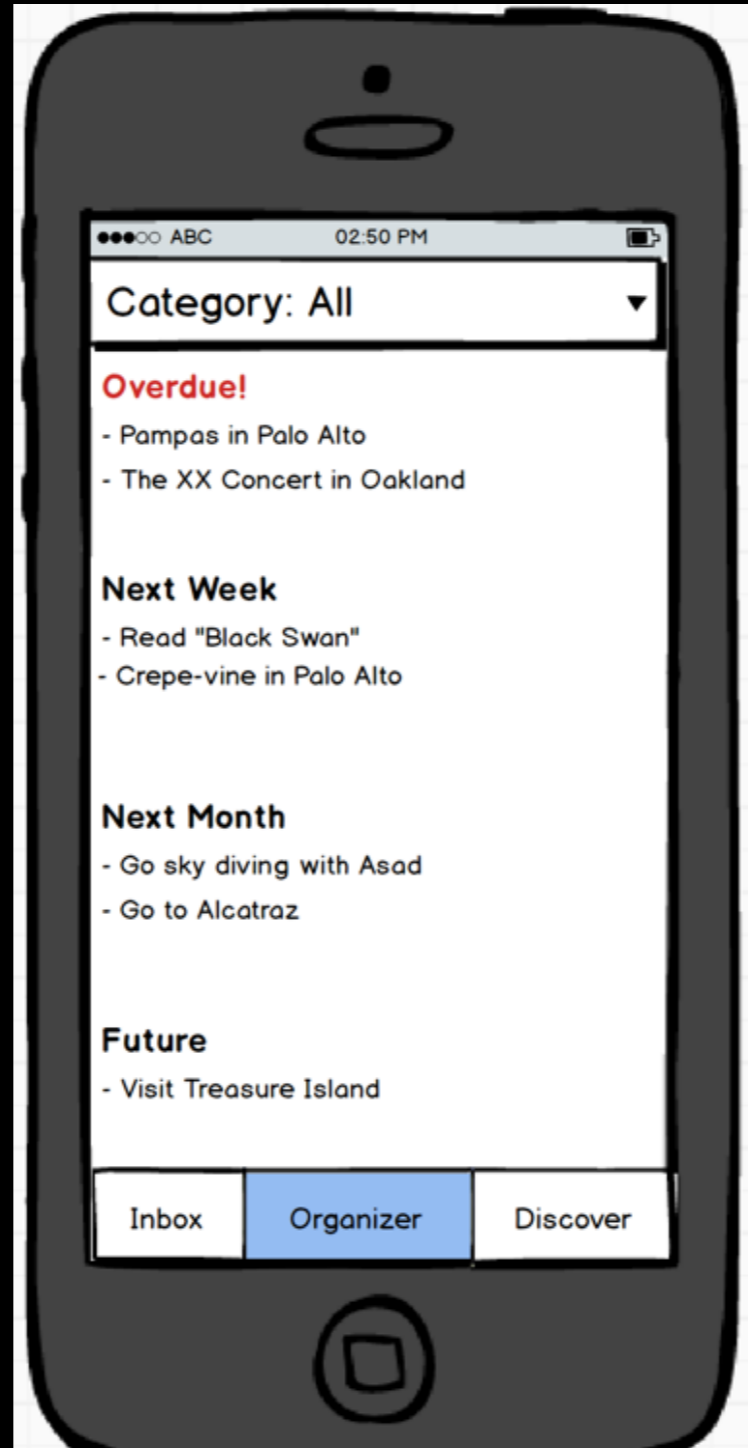 ABC 02:50 PM
Category: All
Overdue!
- Pampas in Palo Alto
- The XX Concert in Oakland
Next Week
- Read "Black Swan"
- Crepe-vine in Palo Alto
Next Month
- Go sky diving with Asad
- Go to Alcatraz
Future
- Visit Treasure Island
Inbox Organizer Discover